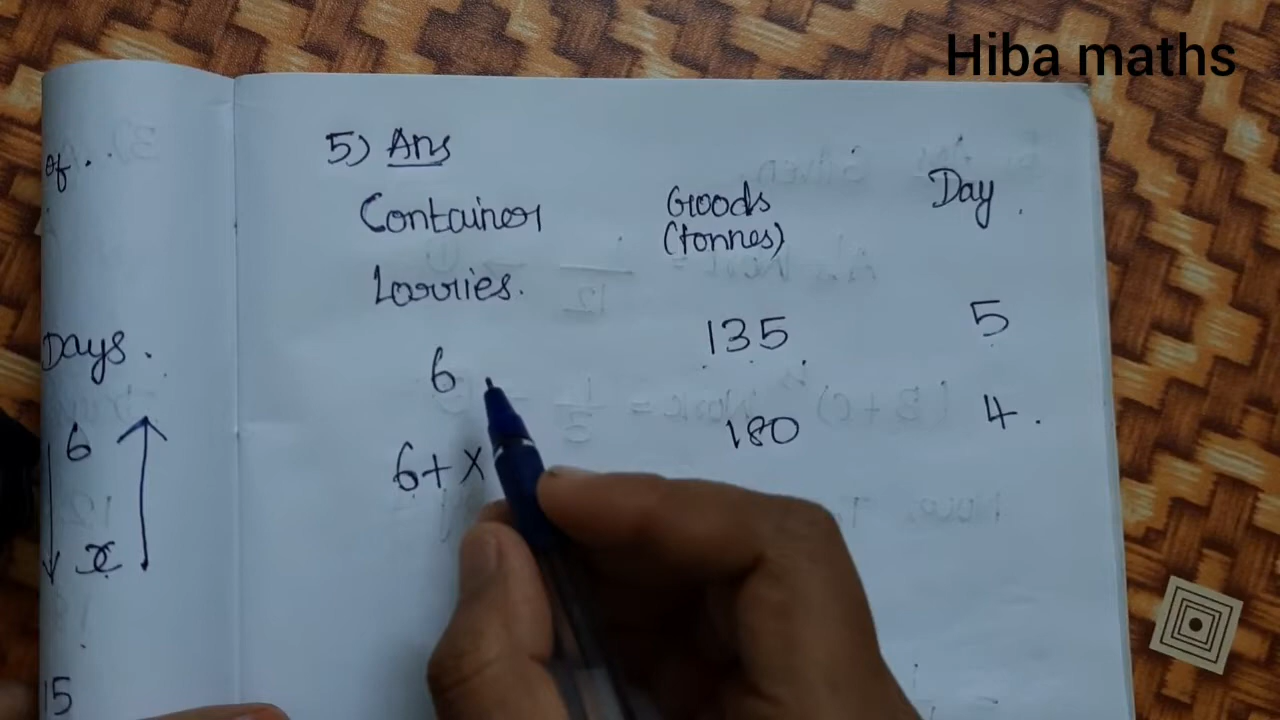 Hiba maths
of.
Days.
6
x
15
5) Ans
Container Goods Day.
Lorries. (tonnes)
6 135 5
6+x 180 4.